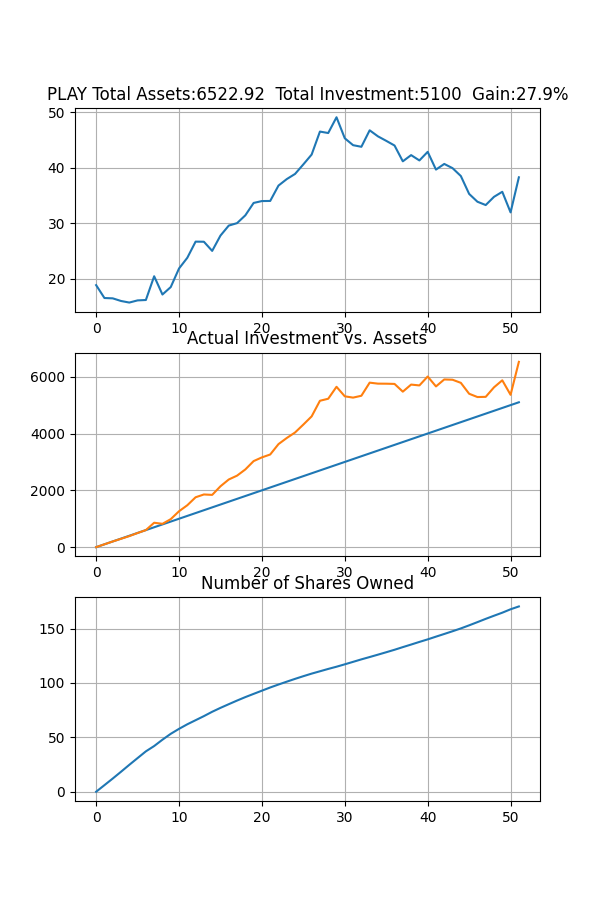 PLAY Total Assets:6522.92  Total Investment:5100  Gain:27.9%
50
40
30
20
0 10 20 30 40 50
Actual Investment vs. Assets
6000
4000
2000
0
0 10 20 30 40 50
Number of Shares Owned
150
100
50
0
0 10 20 30 40 50